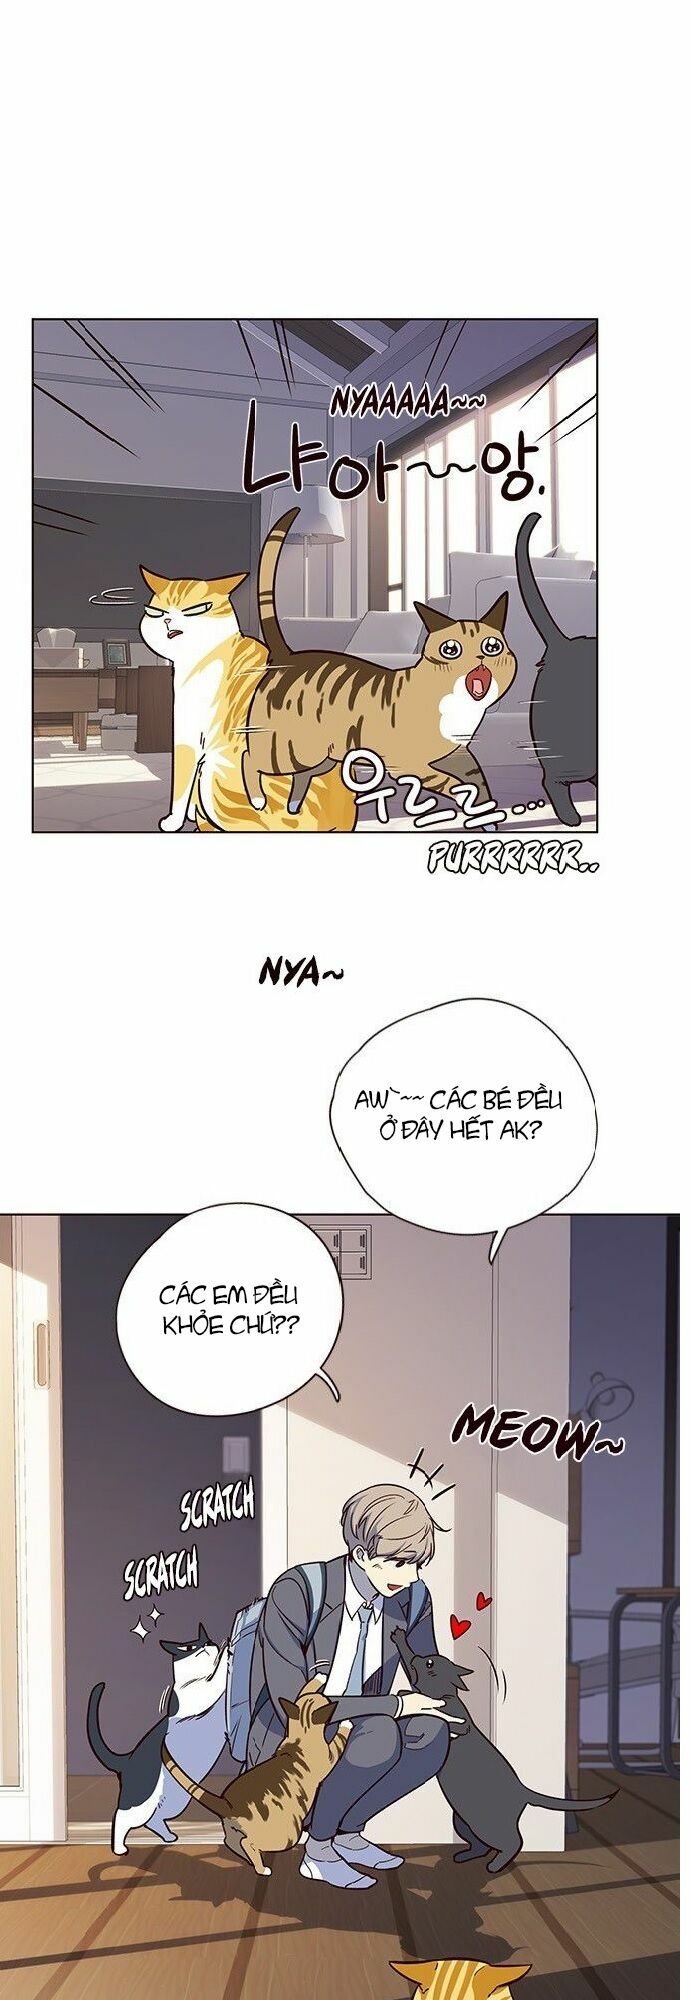 NYAAAAA~~
냐아~~앙.
우르르...
PURRRRRR..
NYA~
AW`~~ CÁC BÉ ĐỀU
Ở ĐÂY HẾT AK?
CÁC EM ĐỀU
KHỎE CHỨ??
MEOW~
SCRATCH
SCRATCH